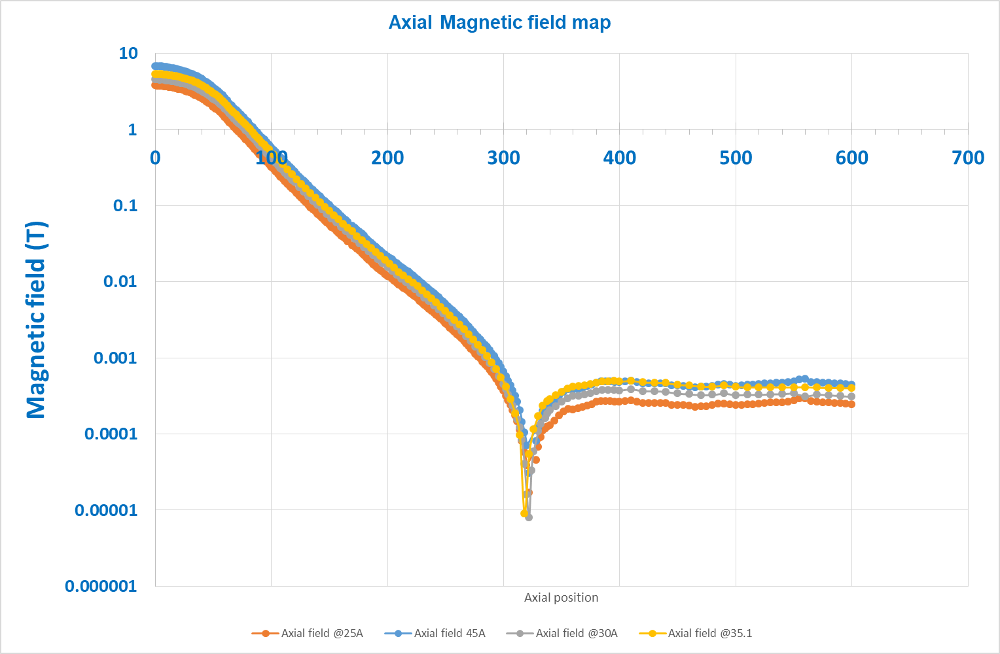 Axial Magnetic field map
10
1
0 100 200 300 400 500 600 700
0.1
0.01
0.001
0.0001
0.00001
0.000001
Magnetic field (T)
Axial position
Axial field @25A Axial field 45A Axial field @30A Axial field @35.1